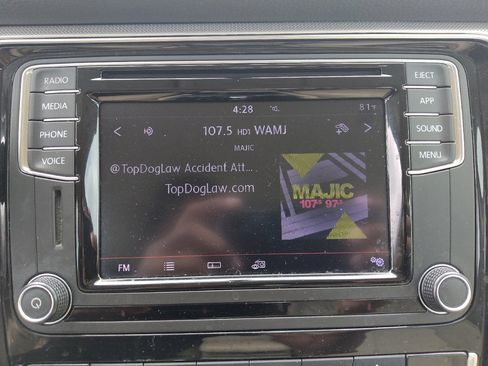 RADIO
MEDIA
PHONE
VOICE
EJECT
APP
SOUND
MENU
4:28
81°F
107.5 HD1 WAMJ
MAJIC
@TopDogLaw Accident Att...
TopDogLaw.com
MAJIC
107.5 97.5
FM